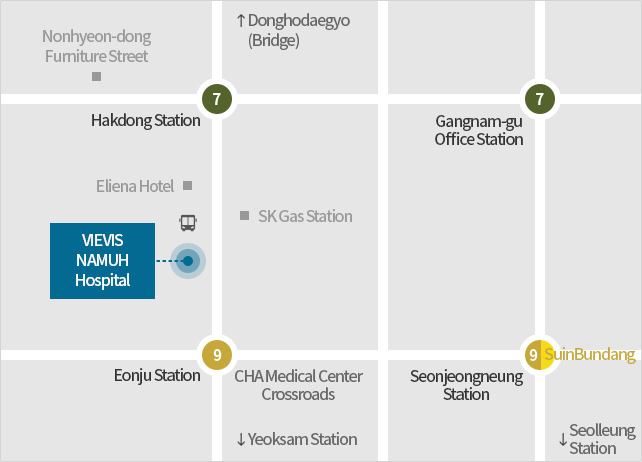 ↑ Donghodaegyo
(Bridge)
Nonhyeon-dong
Furniture Street
7
7
Hakdong Station
Gangnam-gu
Office Station
Eliena Hotel
SK Gas Station
VIEVIS
NAMUH
Hospital
9
9
SuinBundang
Eonju Station
CHA Medical Center
Crossroads
Seonjeongneung
Station
↓ Yeoksam Station
↓ Seolleung
Station